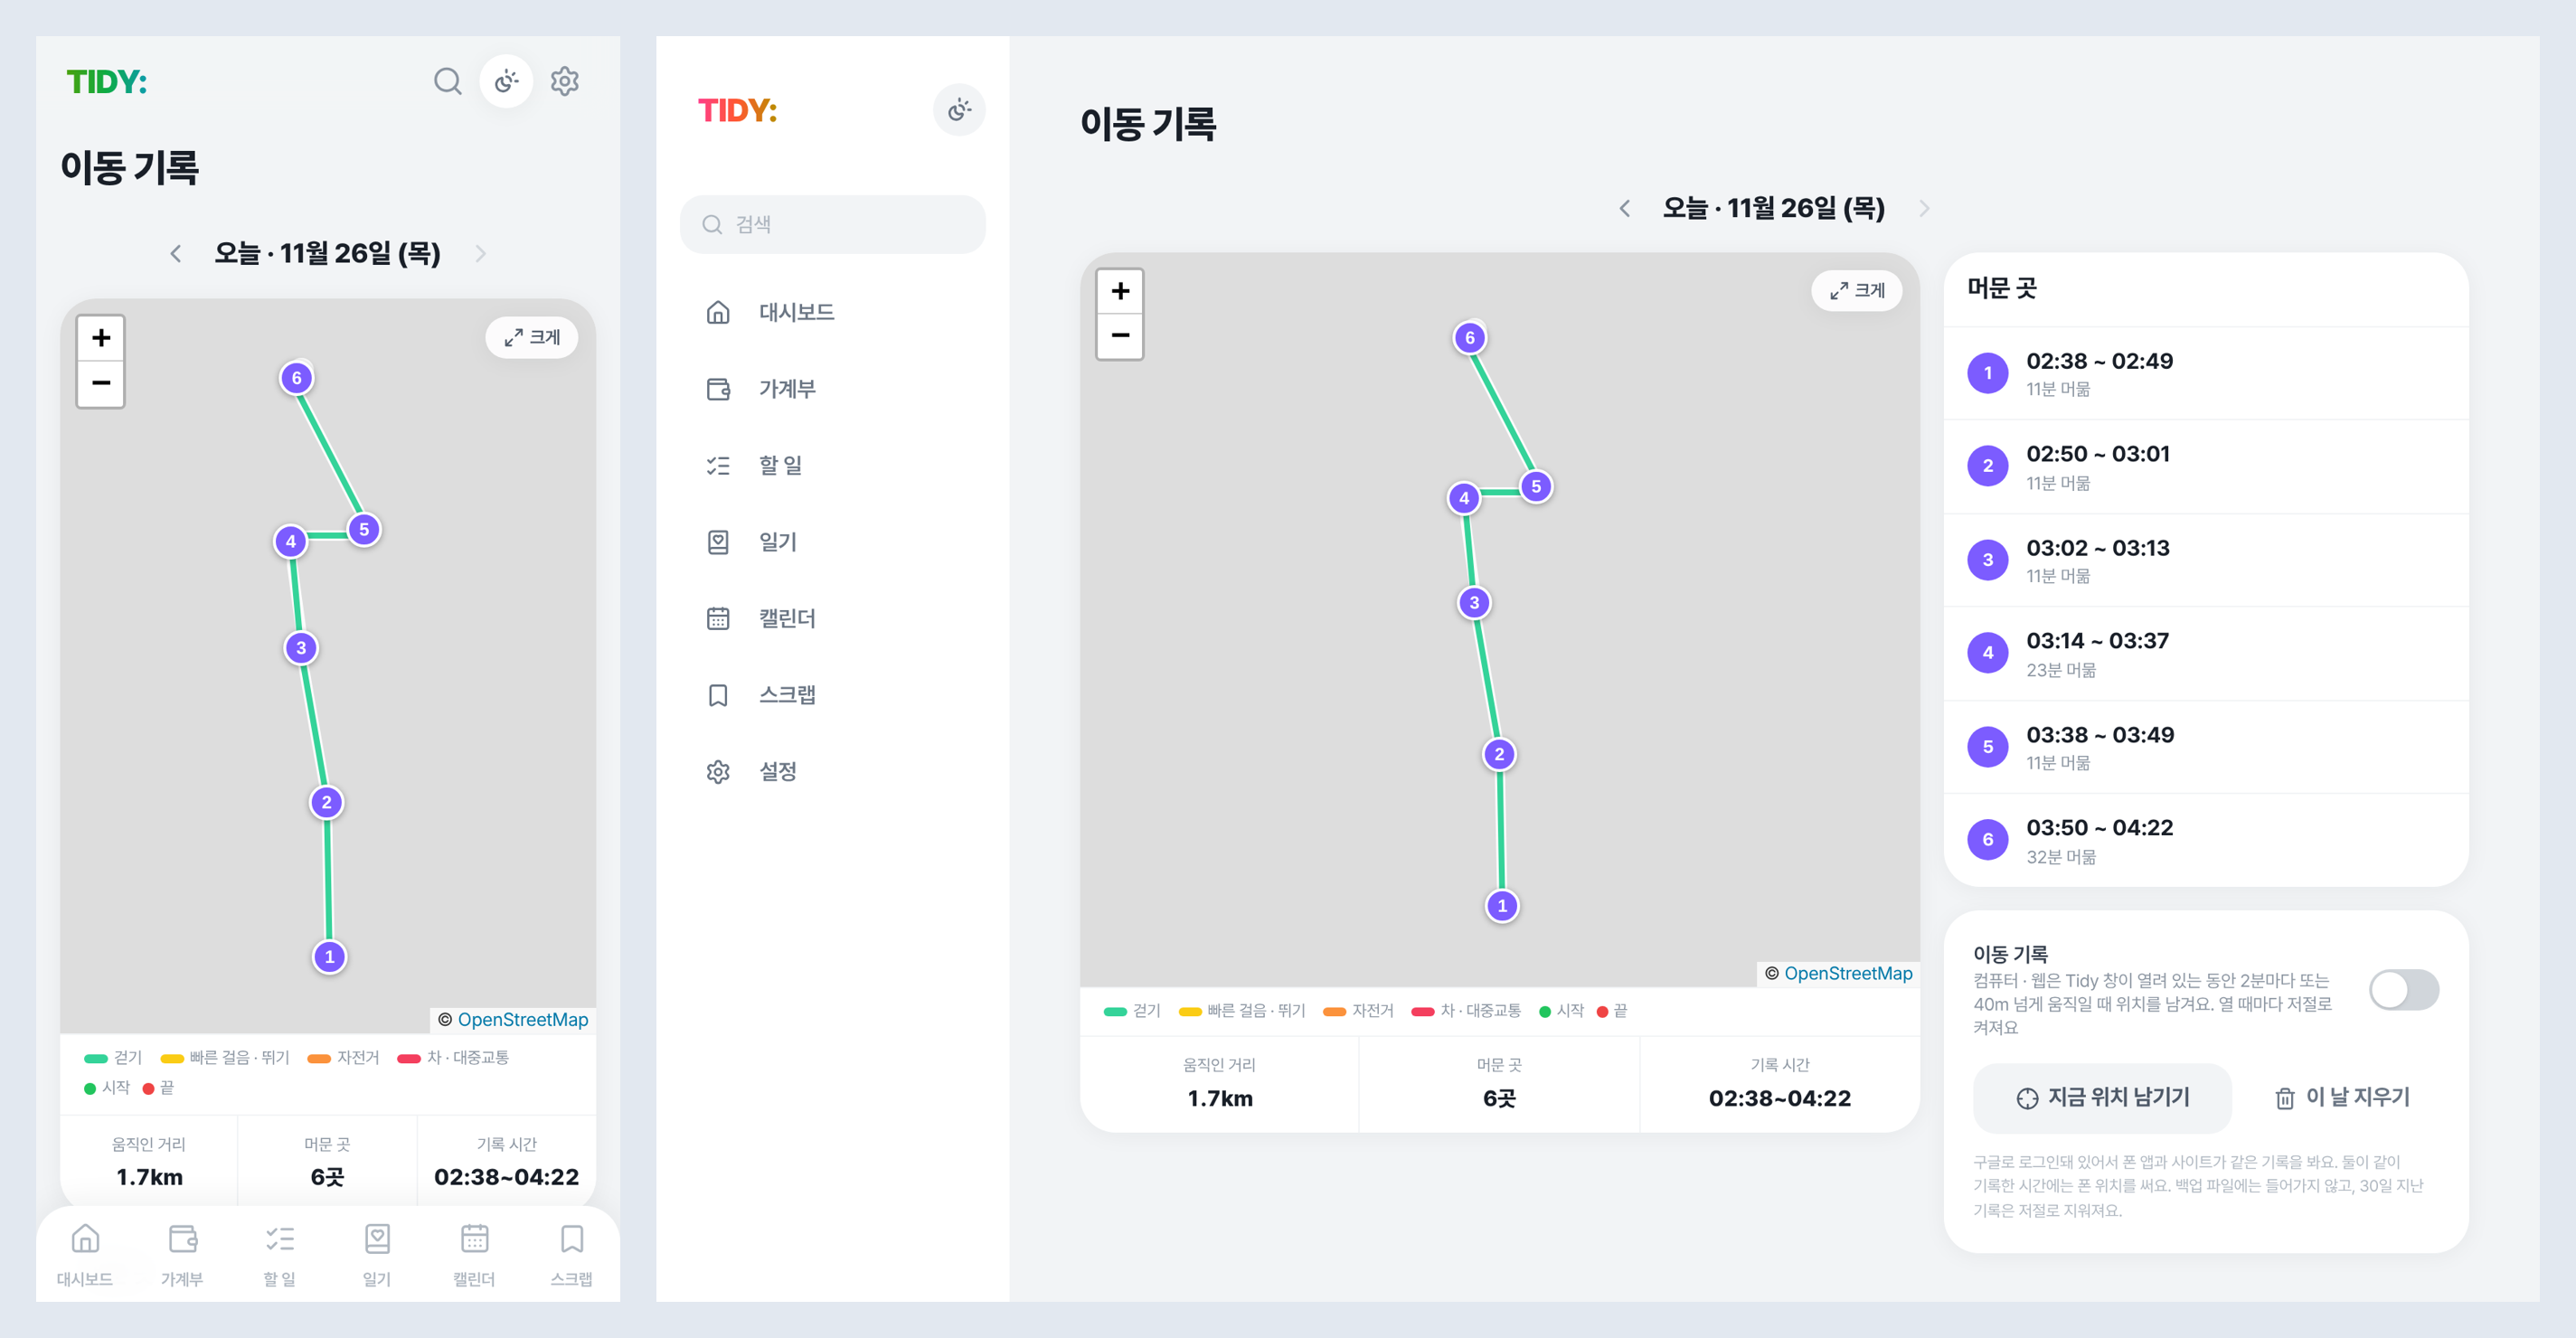 TIDY:
이동 기록
오늘 · 11월 26일 (목)
+
−
크게
6
5
4
3
2
1
© OpenStreetMap
걷기 빠른 걸음 · 뛰기 자전거 차 · 대중교통
시작 끝
움직인 거리 머문 곳 기록 시간
1.7km 6곳 02:38~04:22
대시보드 가계부 할 일 일기 캘린더 스크랩
TIDY:
검색
대시보드
가계부
할 일
일기
캘린더
스크랩
설정
이동 기록
오늘 · 11월 26일 (목)
+
−
크게
6
5
4
3
2
1
© OpenStreetMap
걷기 빠른 걸음 · 뛰기 자전거 차 · 대중교통 시작 끝
움직인 거리 머문 곳 기록 시간
1.7km 6곳 02:38~04:22
머문 곳
1 02:38 ~ 02:49
11분 머묾
2 02:50 ~ 03:01
11분 머묾
3 03:02 ~ 03:13
11분 머묾
4 03:14 ~ 03:37
23분 머묾
5 03:38 ~ 03:49
11분 머묾
6 03:50 ~ 04:22
32분 머묾
이동 기록
컴퓨터 · 웹은 Tidy 창이 열려 있는 동안 2분마다 또는
40m 넘게 움직일 때 위치를 남겨요. 열 때마다 저절로
켜져요
지금 위치 남기기 이 날 지우기
구글로 로그인돼 있어서 폰 앱과 사이트가 같은 기록을 봐요. 둘이 같이
기록한 시간에는 폰 위치를 써요. 백업 파일에는 들어가지 않고, 30일 지난
기록은 저절로 지워져요.